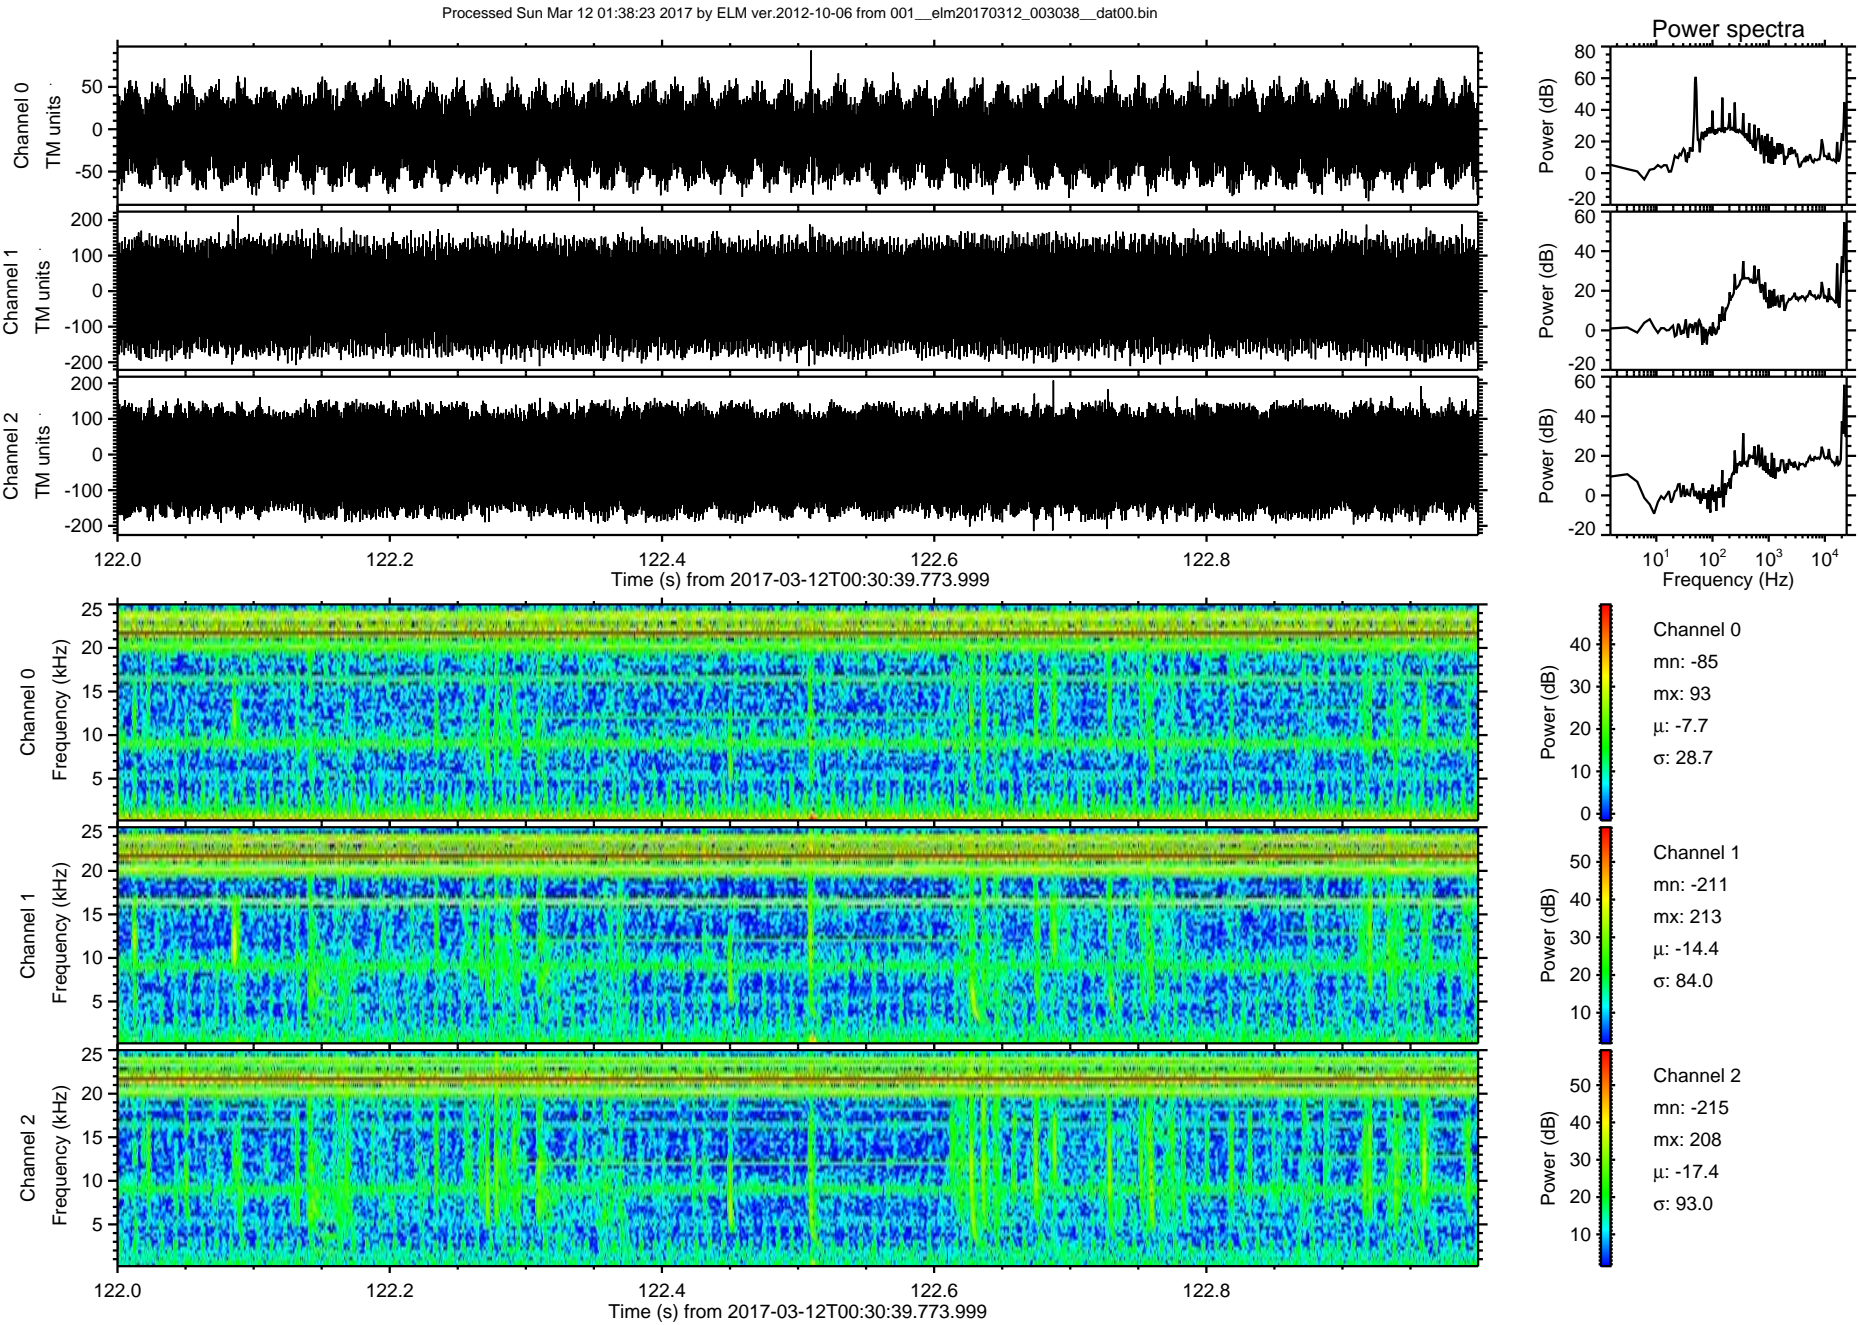 Processed Sun Mar 12 01:38:23 2017 by ELM ver.2012-10-06 from 001__elm20170312_003038__dat00.bin
Power spectra
Channel 0
TM units
50
0
-50
Power (dB)
80
60
40
20
0
-20
Channel 1
TM units
200
100
0
-100
-200
Power (dB)
60
40
20
0
-20
Channel 2
TM units
200
100
0
-100
-200
Power (dB)
60
40
20
0
-20
122.0 122.2 122.4 122.6 122.8
Time (s) from 2017-03-12T00:30:39.773.999
10^1 10^2 10^3 10^4
Frequency (Hz)
Channel 0
Frequency (kHz)
25
20
15
10
5
Power (dB)
40
30
20
10
0
Channel 0
mn: -85
mx: 93
μ: -7.7
σ: 28.7
Channel 1
Frequency (kHz)
25
20
15
10
5
Power (dB)
50
40
30
20
10
Channel 1
mn: -211
mx: 213
μ: -14.4
σ: 84.0
Channel 2
Frequency (kHz)
25
20
15
10
5
Power (dB)
50
40
30
20
10
Channel 2
mn: -215
mx: 208
μ: -17.4
σ: 93.0
122.0 122.2 122.4 122.6 122.8
Time (s) from 2017-03-12T00:30:39.773.999